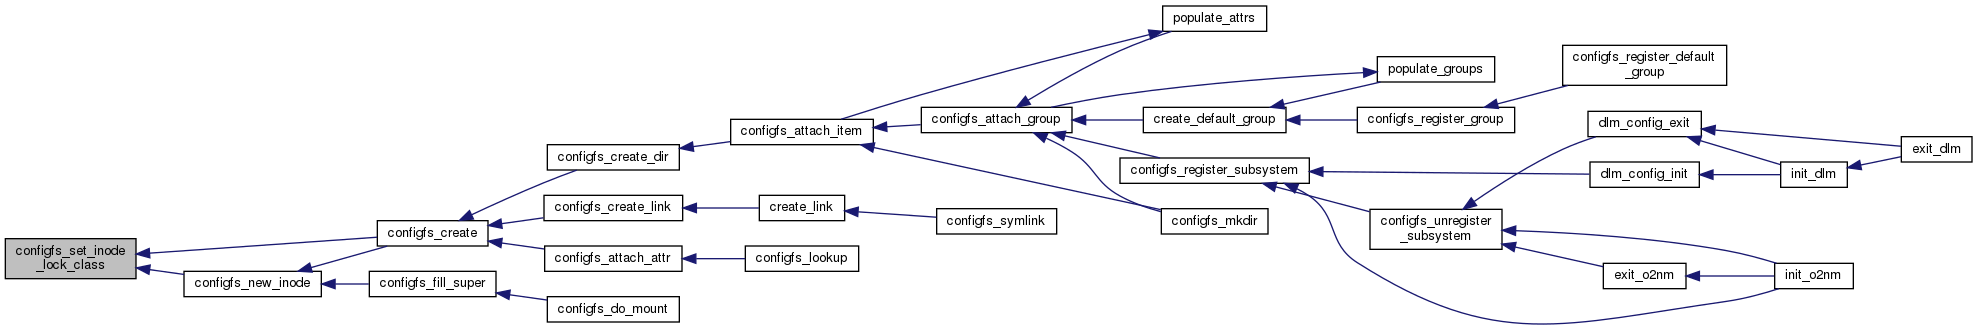 configfs_set_inode
_lock_class
configfs_create
configfs_new_inode
configfs_create_dir
configfs_create_link
configfs_attach_attr
configfs_fill_super
configfs_do_mount
configfs_attach_item
create_link
configfs_lookup
configfs_attach_group
configfs_symlink
populate_attrs
create_default_group
configfs_register_subsystem
configfs_mkdir
populate_groups
configfs_register_group
configfs_unregister
_subsystem
configfs_register_default
_group
dlm_config_exit
dlm_config_init
exit_o2nm
init_dlm
init_o2nm
exit_dlm